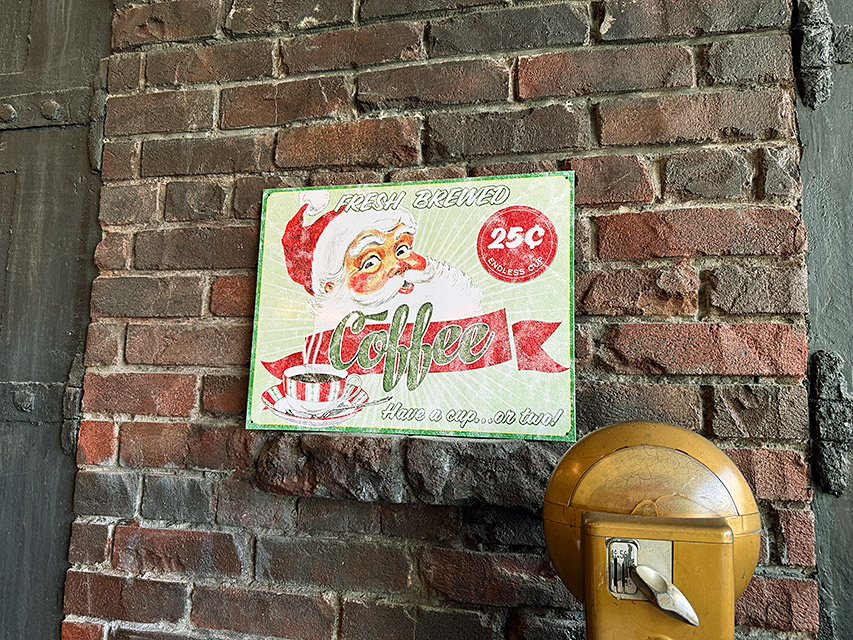 FRESH BREWED
25¢
ENDLESS CUP
Coffee
Have a cup...or two!